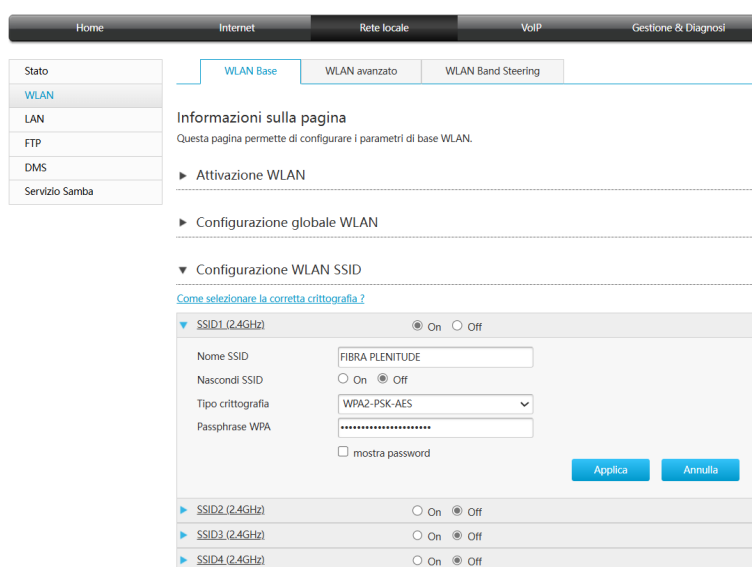 Home Internet Rete locale VoIP Gestione & Diagnosi
Stato
WLAN
LAN
FTP
DMS
Servizio Samba
WLAN Base WLAN avanzato WLAN Band Steering
Informazioni sulla pagina
Questa pagina permette di configurare i parametri di base WLAN.
Attivazione WLAN
Configurazione globale WLAN
Configurazione WLAN SSID
Come selezionare la corretta crittografia ?
SSID1 (2.4GHz) On Off
Nome SSID FIBRA PLENITUDE
Nascondi SSID On Off
Tipo crittografia WPA2-PSK-AES
Passphrase WPA ••••••••••••••••••••••
mostra password
Applica Annulla
SSID2 (2.4GHz) On Off
SSID3 (2.4GHz) On Off
SSID4 (2.4GHz) On Off